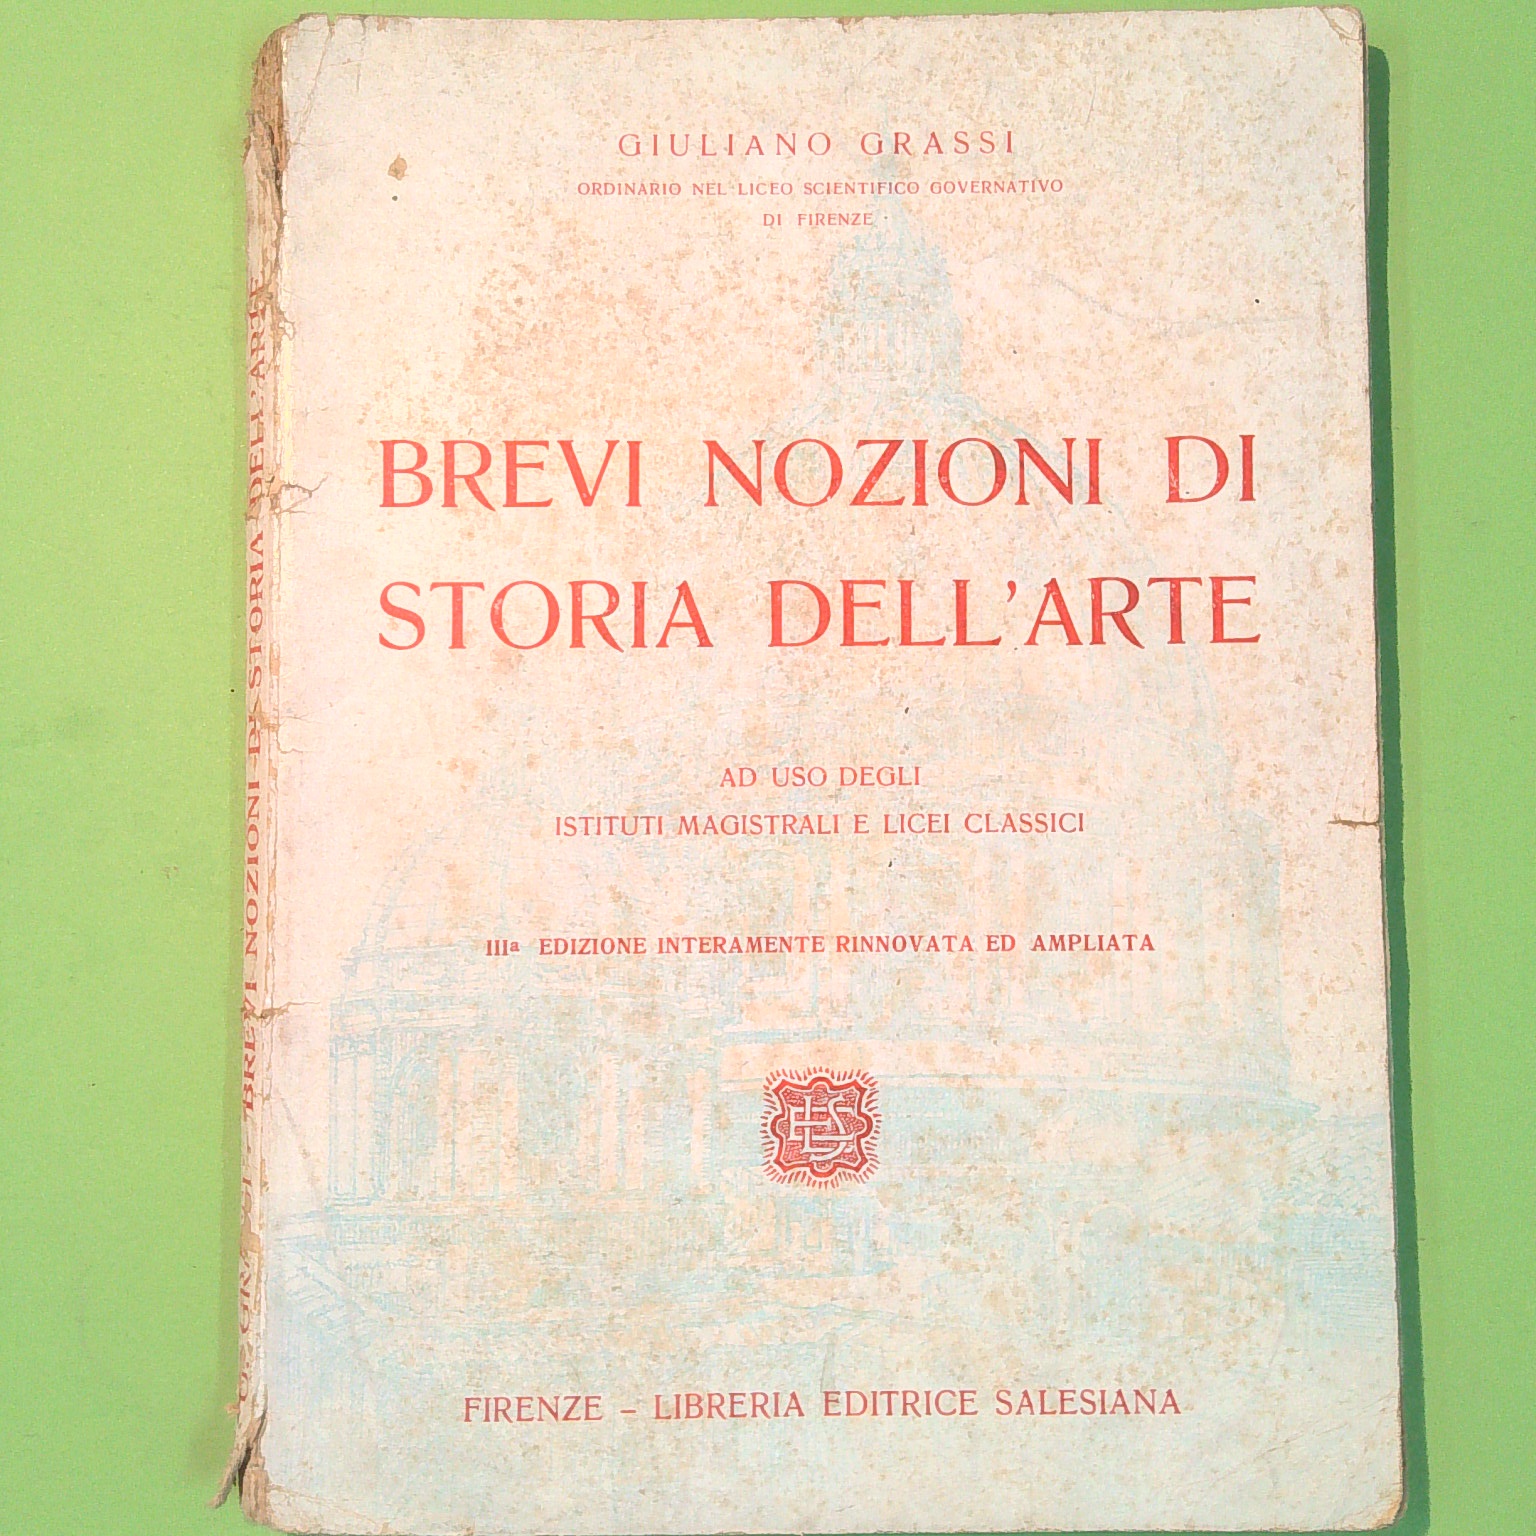 GIULIANO GRASSI
ORDINARIO NEL LICEO SCIENTIFICO GOVERNATIVO
DI FIRENZE
BREVI NOZIONI DI
STORIA DELL'ARTE
AD USO DEGLI
ISTITUTI MAGISTRALI E LICEI CLASSICI
IIIª EDIZIONE INTERAMENTE RINNOVATA ED AMPLIATA
LES
FIRENZE – LIBRERIA EDITRICE SALESIANA
G. GRASSI - BREVI NOZIONI DI STORIA DELL'ARTE